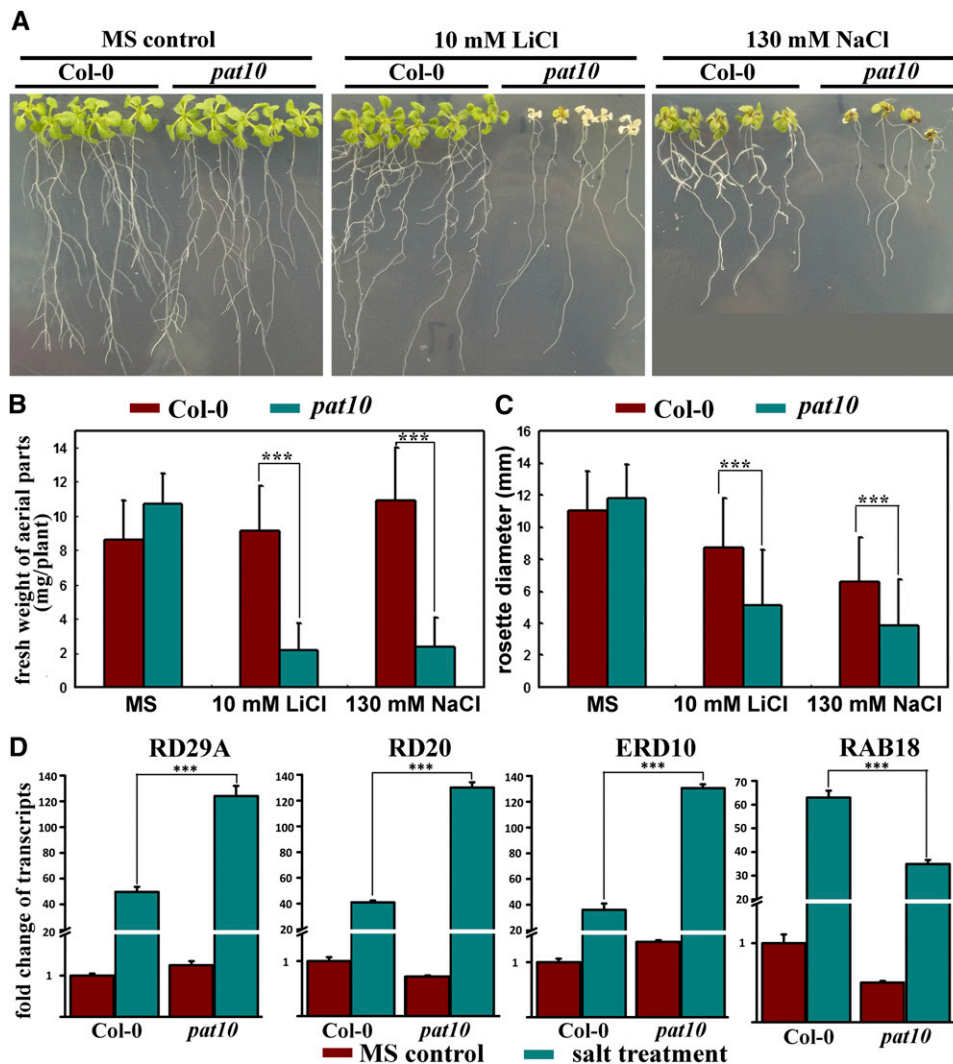 A
MS control
10 mM LiCl
130 mM NaCl
Col-0
pat10
Col-0
pat10
Col-0
pat10
B
Col-0
pat10
fresh weight of aerial parts
(mg/plant)
14
12
10
8
6
4
2
0
***
***
MS
10 mM LiCl
130 mM NaCl
C
Col-0
pat10
rosette diameter (mm)
16
14
12
10
8
6
4
2
0
***
***
MS
10 mM LiCl
130 mM NaCl
D
fold change of transcripts
RD29A
140
120
100
80
60
40
20
1
***
Col-0
pat10
RD20
140
120
100
80
60
40
20
1
***
Col-0
pat10
ERD10
140
120
100
80
60
40
20
1
***
Col-0
pat10
RAB18
70
60
50
40
30
1
***
Col-0
pat10
MS control
salt treatment